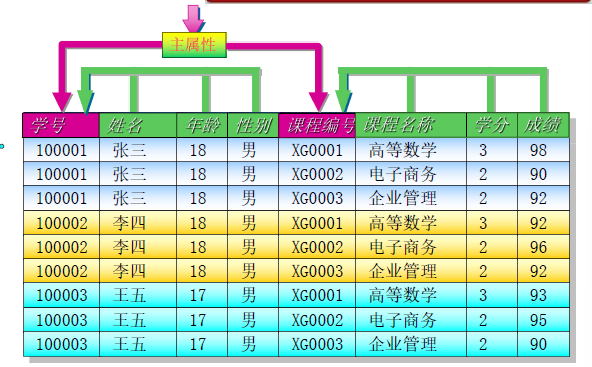 主属性
学号 姓名 年龄 性别 课程编号 课程名称 学分 成绩
100001 张三 18 男 XG0001 高等数学 3 98
100001 张三 18 男 XG0002 电子商务 2 90
100001 张三 18 男 XG0003 企业管理 2 92
100002 李四 18 男 XG0001 高等数学 3 92
100002 李四 18 男 XG0002 电子商务 2 96
100002 李四 18 男 XG0003 企业管理 2 92
100003 王五 17 男 XG0001 高等数学 3 93
100003 王五 17 男 XG0002 电子商务 2 95
100003 王五 17 男 XG0003 企业管理 2 90